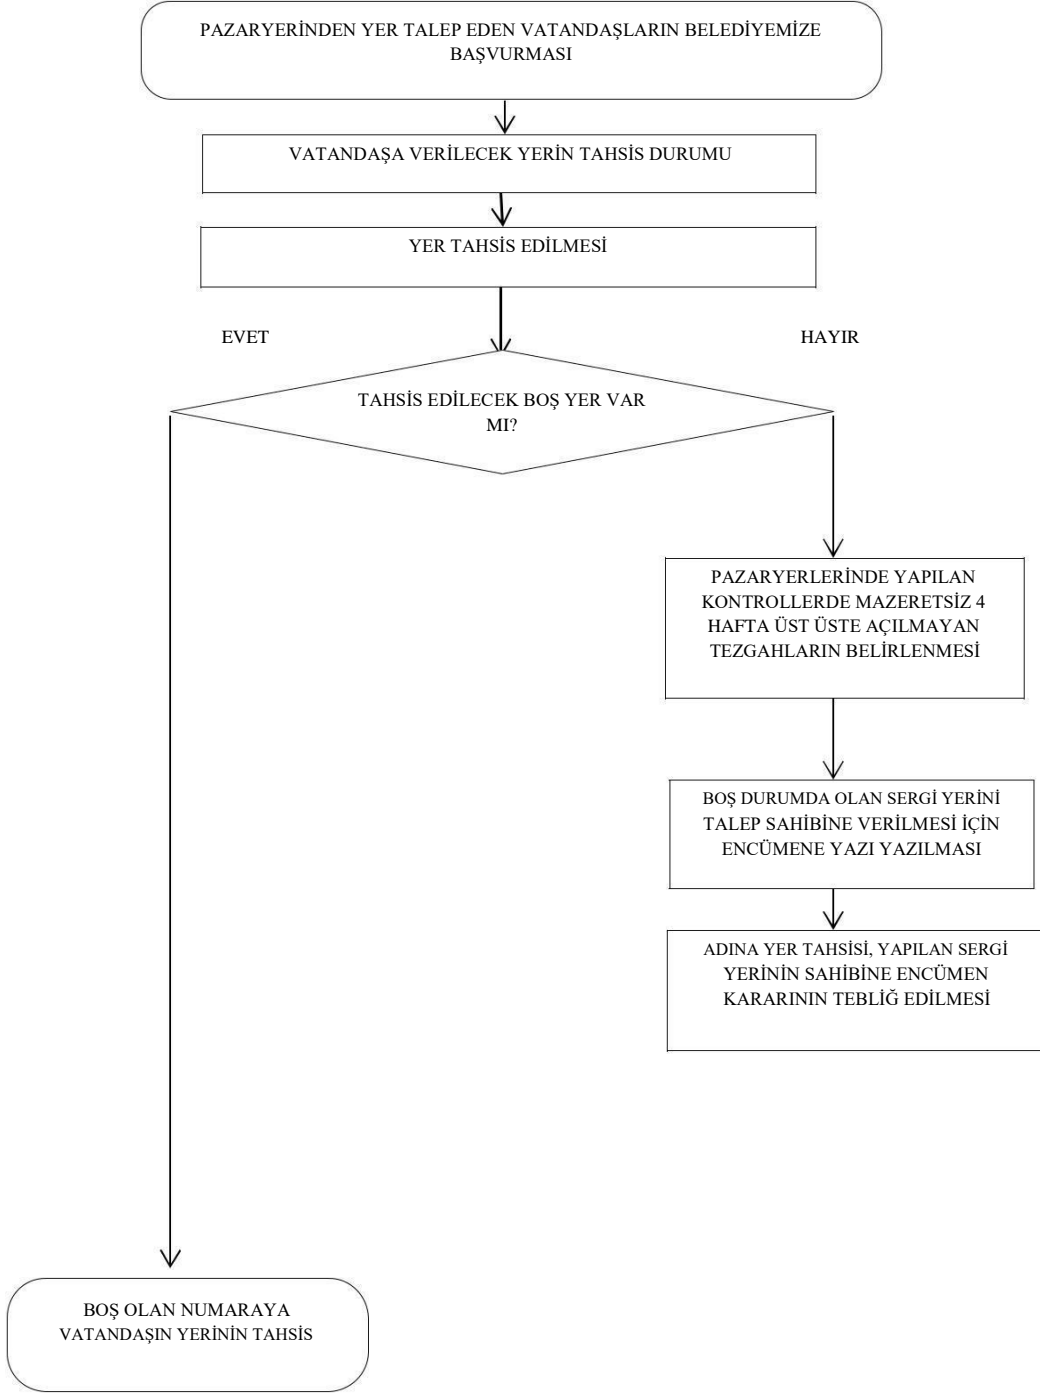 PAZARYERİNDEN YER TALEP EDEN VATANDAŞLARIN BELEDİYEMİZE
BAŞVURMASI
VATANDAŞA VERİLECEK YERİN TAHSİS DURUMU
YER TAHSİS EDİLMESİ
EVET
HAYIR
TAHSİS EDİLECEK BOŞ YER VAR
MI?
PAZARYERLERİNDE YAPILAN
KONTROLLERDE MAZERETSİZ 4
HAFTA ÜST ÜSTE AÇILMAYAN
TEZGAHLARIN BELİRLENMESİ
BOŞ DURUMDA OLAN SERGİ YERİNİ
TALEP SAHİBİNE VERİLMESİ İÇİN
ENCÜMENE YAZI YAZILMASI
ADINA YER TAHSİSİ, YAPILAN SERGİ
YERİNİN SAHİBİNE ENCÜMEN
KARARININ TEBLİĞ EDİLMESİ
BOŞ OLAN NUMARAYA
VATANDAŞIN YERİNİN TAHSİS